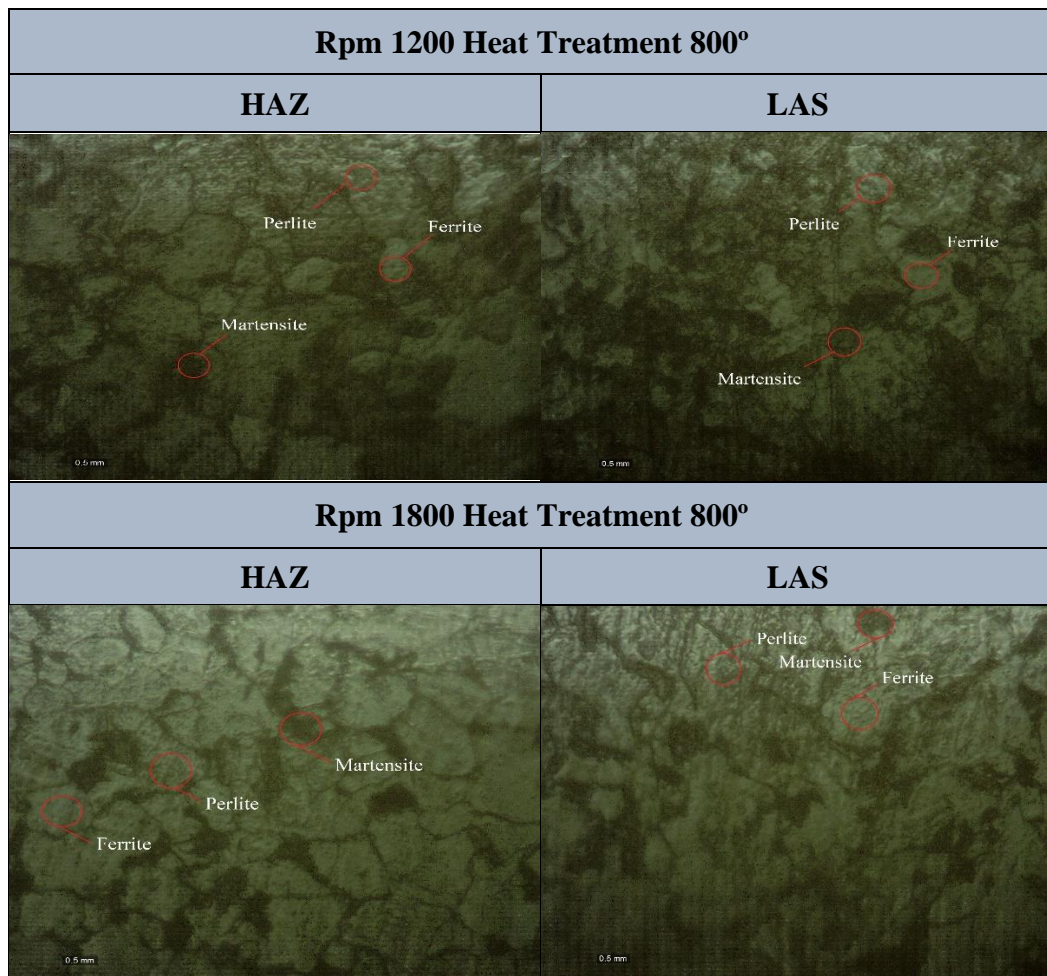 Rpm 1200 Heat Treatment 800º
HAZ
LAS
Perlite
Ferrite
Martensite
0.5 mm
Perlite
Ferrite
Martensite
0.5 mm
Rpm 1800 Heat Treatment 800º
HAZ
LAS
Martensite
Perlite
Ferrite
0.5 mm
Perlite
Martensite
Ferrite
0.5 mm